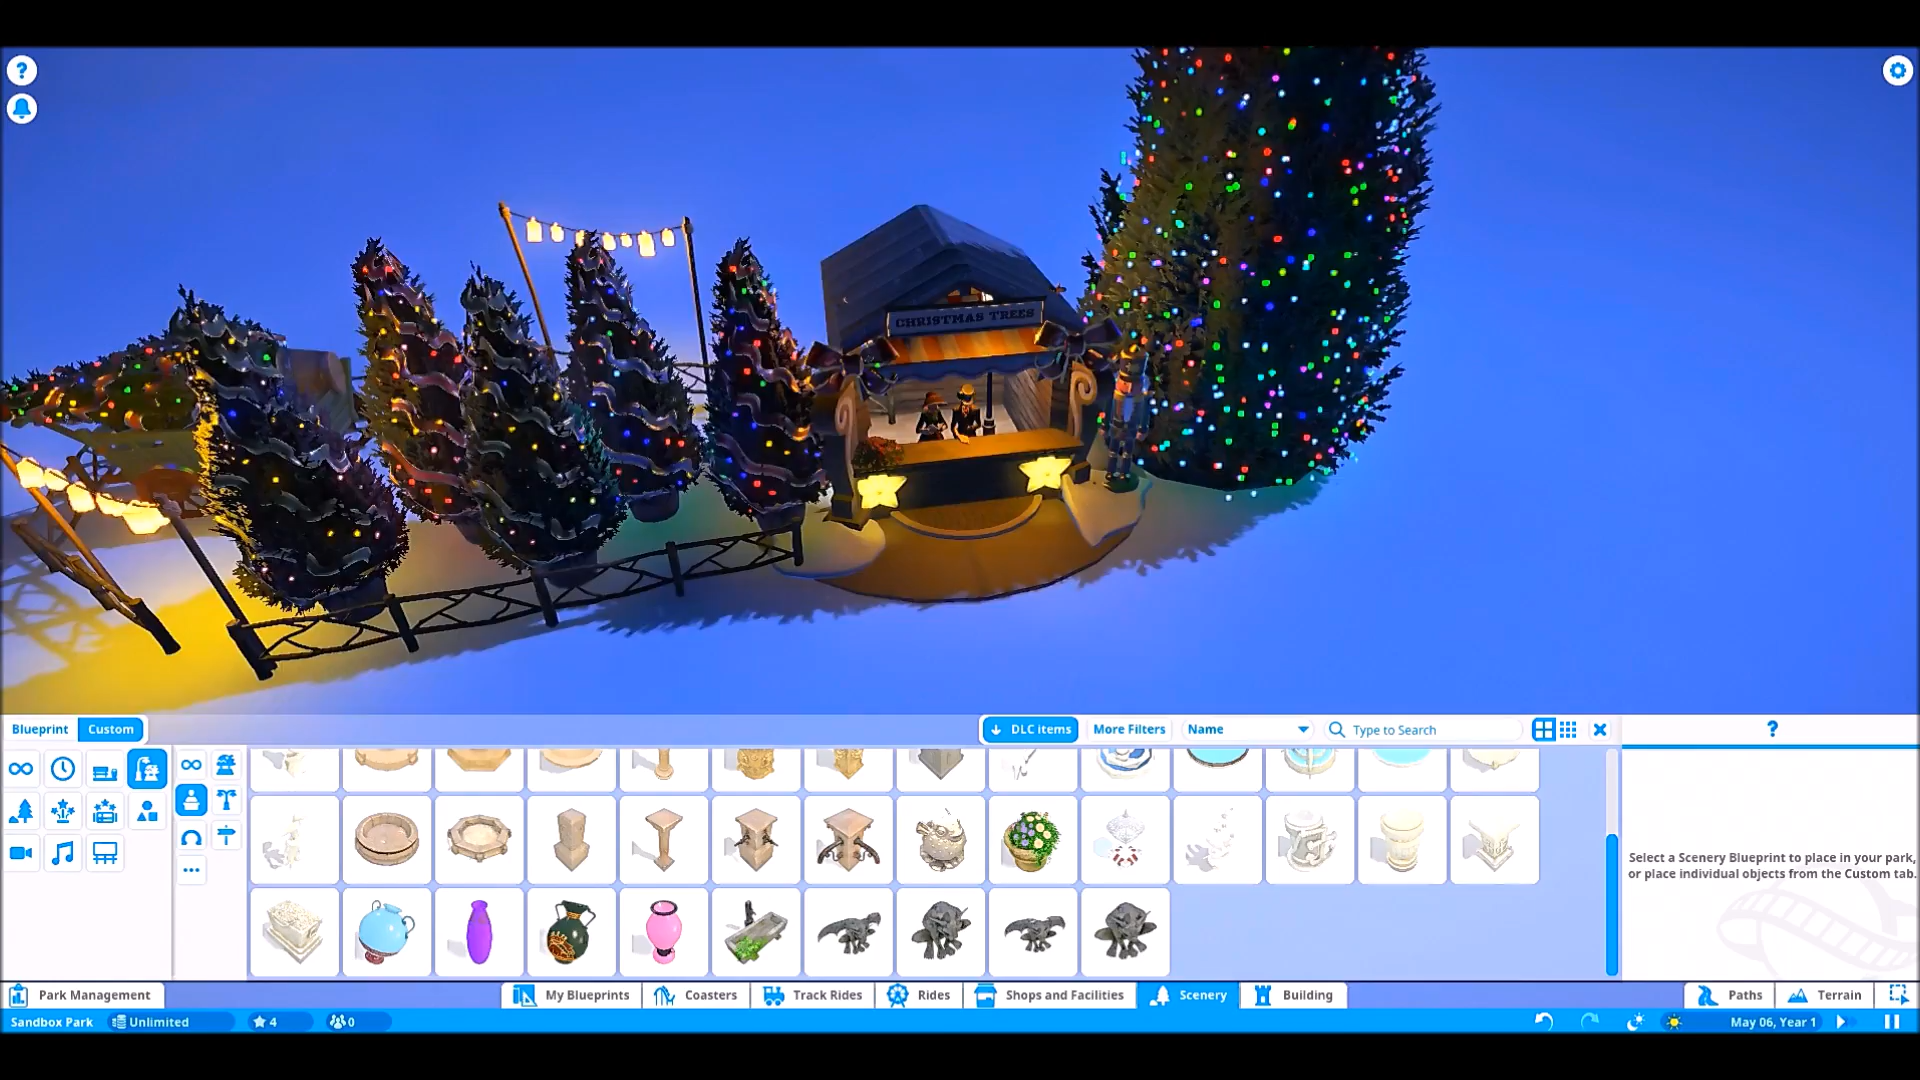 ?
CHRISTMAS TREES
Blueprint Custom
DLC items More Filters Name Type to Search ?
Select a Scenery Blueprint to place in your park,
or place individual objects from the Custom tab.
Park Management My Blueprints Coasters Track Rides Rides Shops and Facilities Scenery Building Paths Terrain
Sandbox Park Unlimited 4 0 May 06, Year 1